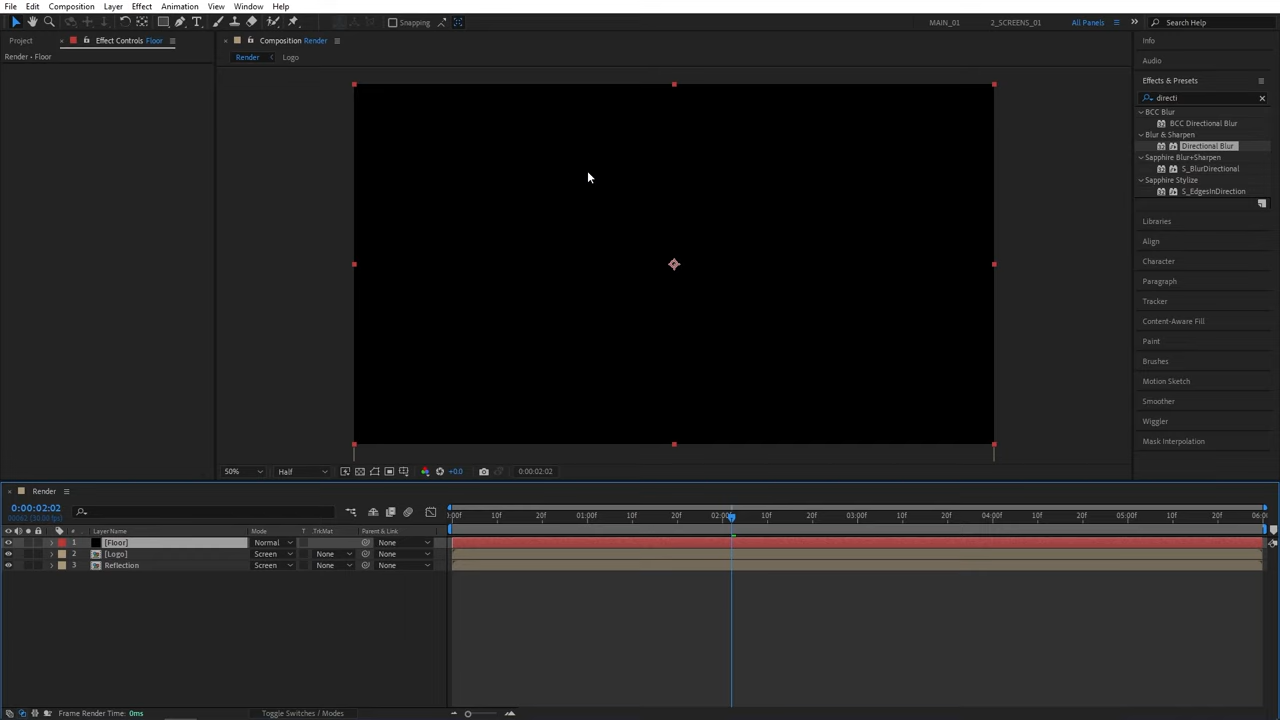 File Edit Composition Layer Effect Animation View Window Help
Snapping
MAIN_01 2_SCREENS_01 All Panels Search Help
Project Effect Controls Floor
Render • Floor
Composition Render
Render Logo
Info
Audio
Effects & Presets
directi
BCC Blur
BCC Directional Blur
Blur & Sharpen
Directional Blur
Sapphire Blur+Sharpen
S_BlurDirectional
Sapphire Stylize
S_EdgesInDirection
Libraries
Align
Character
Paragraph
Tracker
Content-Aware Fill
Paint
Brushes
Motion Sketch
Smoother
Wiggler
Mask Interpolation
50% Half +0.0 0:00:02:02
Render
0:00:02:02
00062 (30.00 fps)
:00f 10f 20f 01:00f 10f 20f 02:00f 10f 20f 03:00f 10f 20f 04:00f 10f 20f 05:00f 10f 20f 06:00
# Layer Name Mode T .TrkMat Parent & Link
1 [Floor] Normal None
2 [Logo] Screen None None
3 Reflection Screen None None
Frame Render Time: 0ms Toggle Switches / Modes